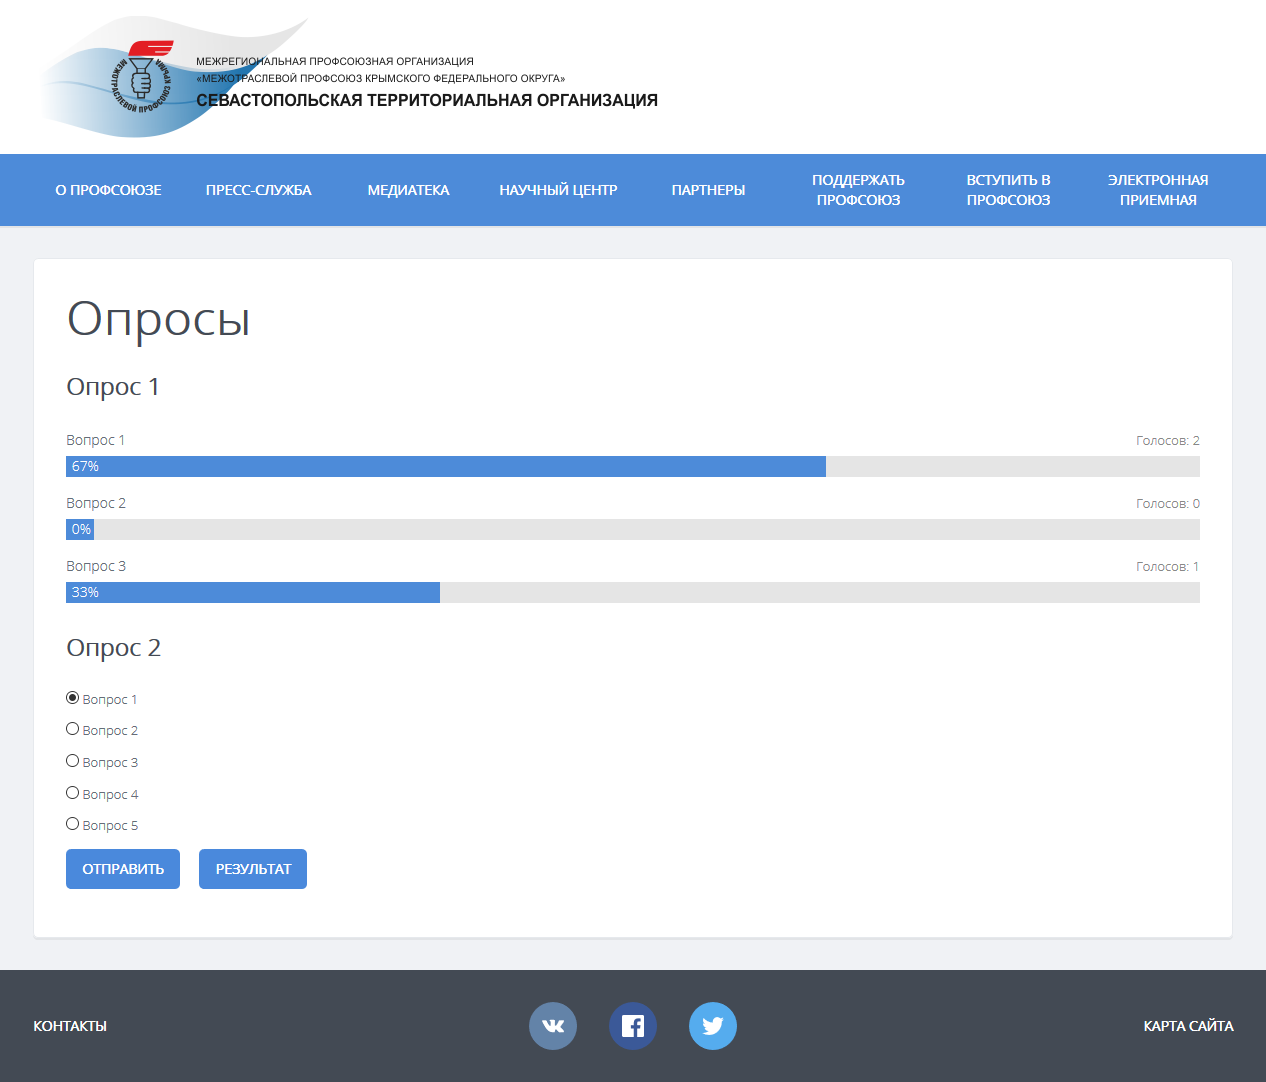 МЕЖОТРАСЛЕВОЙ ПРОФСОЮЗ КРЫМА
МЕЖРЕГИОНАЛЬНАЯ ПРОФСОЮЗНАЯ ОРГАНИЗАЦИЯ
«МЕЖОТРАСЛЕВОЙ ПРОФСОЮЗ КРЫМСКОГО ФЕДЕРАЛЬНОГО ОКРУГА»
СЕВАСТОПОЛЬСКАЯ ТЕРРИТОРИАЛЬНАЯ ОРГАНИЗАЦИЯ
О ПРОФСОЮЗЕ
ПРЕСС-СЛУЖБА
МЕДИАТЕКА
НАУЧНЫЙ ЦЕНТР
ПАРТНЕРЫ
ПОДДЕРЖАТЬ
ПРОФСОЮЗ
ВСТУПИТЬ В
ПРОФСОЮЗ
ЭЛЕКТРОННАЯ
ПРИЕМНАЯ
Опросы
Опрос 1
Вопрос 1 Голосов: 2
67%
Вопрос 2 Голосов: 0
0%
Вопрос 3 Голосов: 1
33%
Опрос 2
Вопрос 1
Вопрос 2
Вопрос 3
Вопрос 4
Вопрос 5
ОТПРАВИТЬ РЕЗУЛЬТАТ
КОНТАКТЫ КАРТА САЙТА